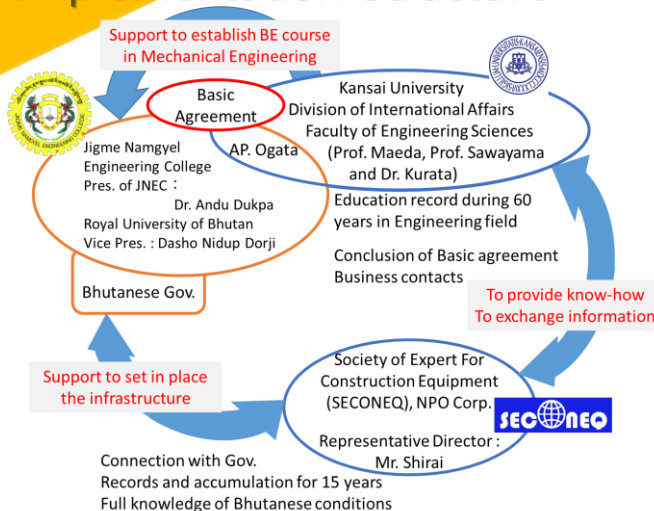 Implementation Structure
Support to establish BE course
in Mechanical Engineering
Basic
Agreement
Kansai University
Division of International Affairs
Faculty of Engineering Sciences
(Prof. Maeda, Prof. Sawayama
and Dr. Kurata)
AP. Ogata
Jigme Namgyel
Engineering College
Pres. of JNEC：
Dr. Andu Dukpa
Royal University of Bhutan
Vice Pres. : Dasho Nidup Dorji
Bhutanese Gov.
Education record during 60
years in Engineering field
Conclusion of Basic agreement
Business contacts
To provide know-how
To exchange information
Support to set in place
the infrastructure
Society of Expert For
Construction Equipment
(SECONEQ), NPO Corp.
Representative Director :
Mr. Shirai
SECONEQ
Connection with Gov.
Records and accumulation for 15 years
Full knowledge of Bhutanese conditions